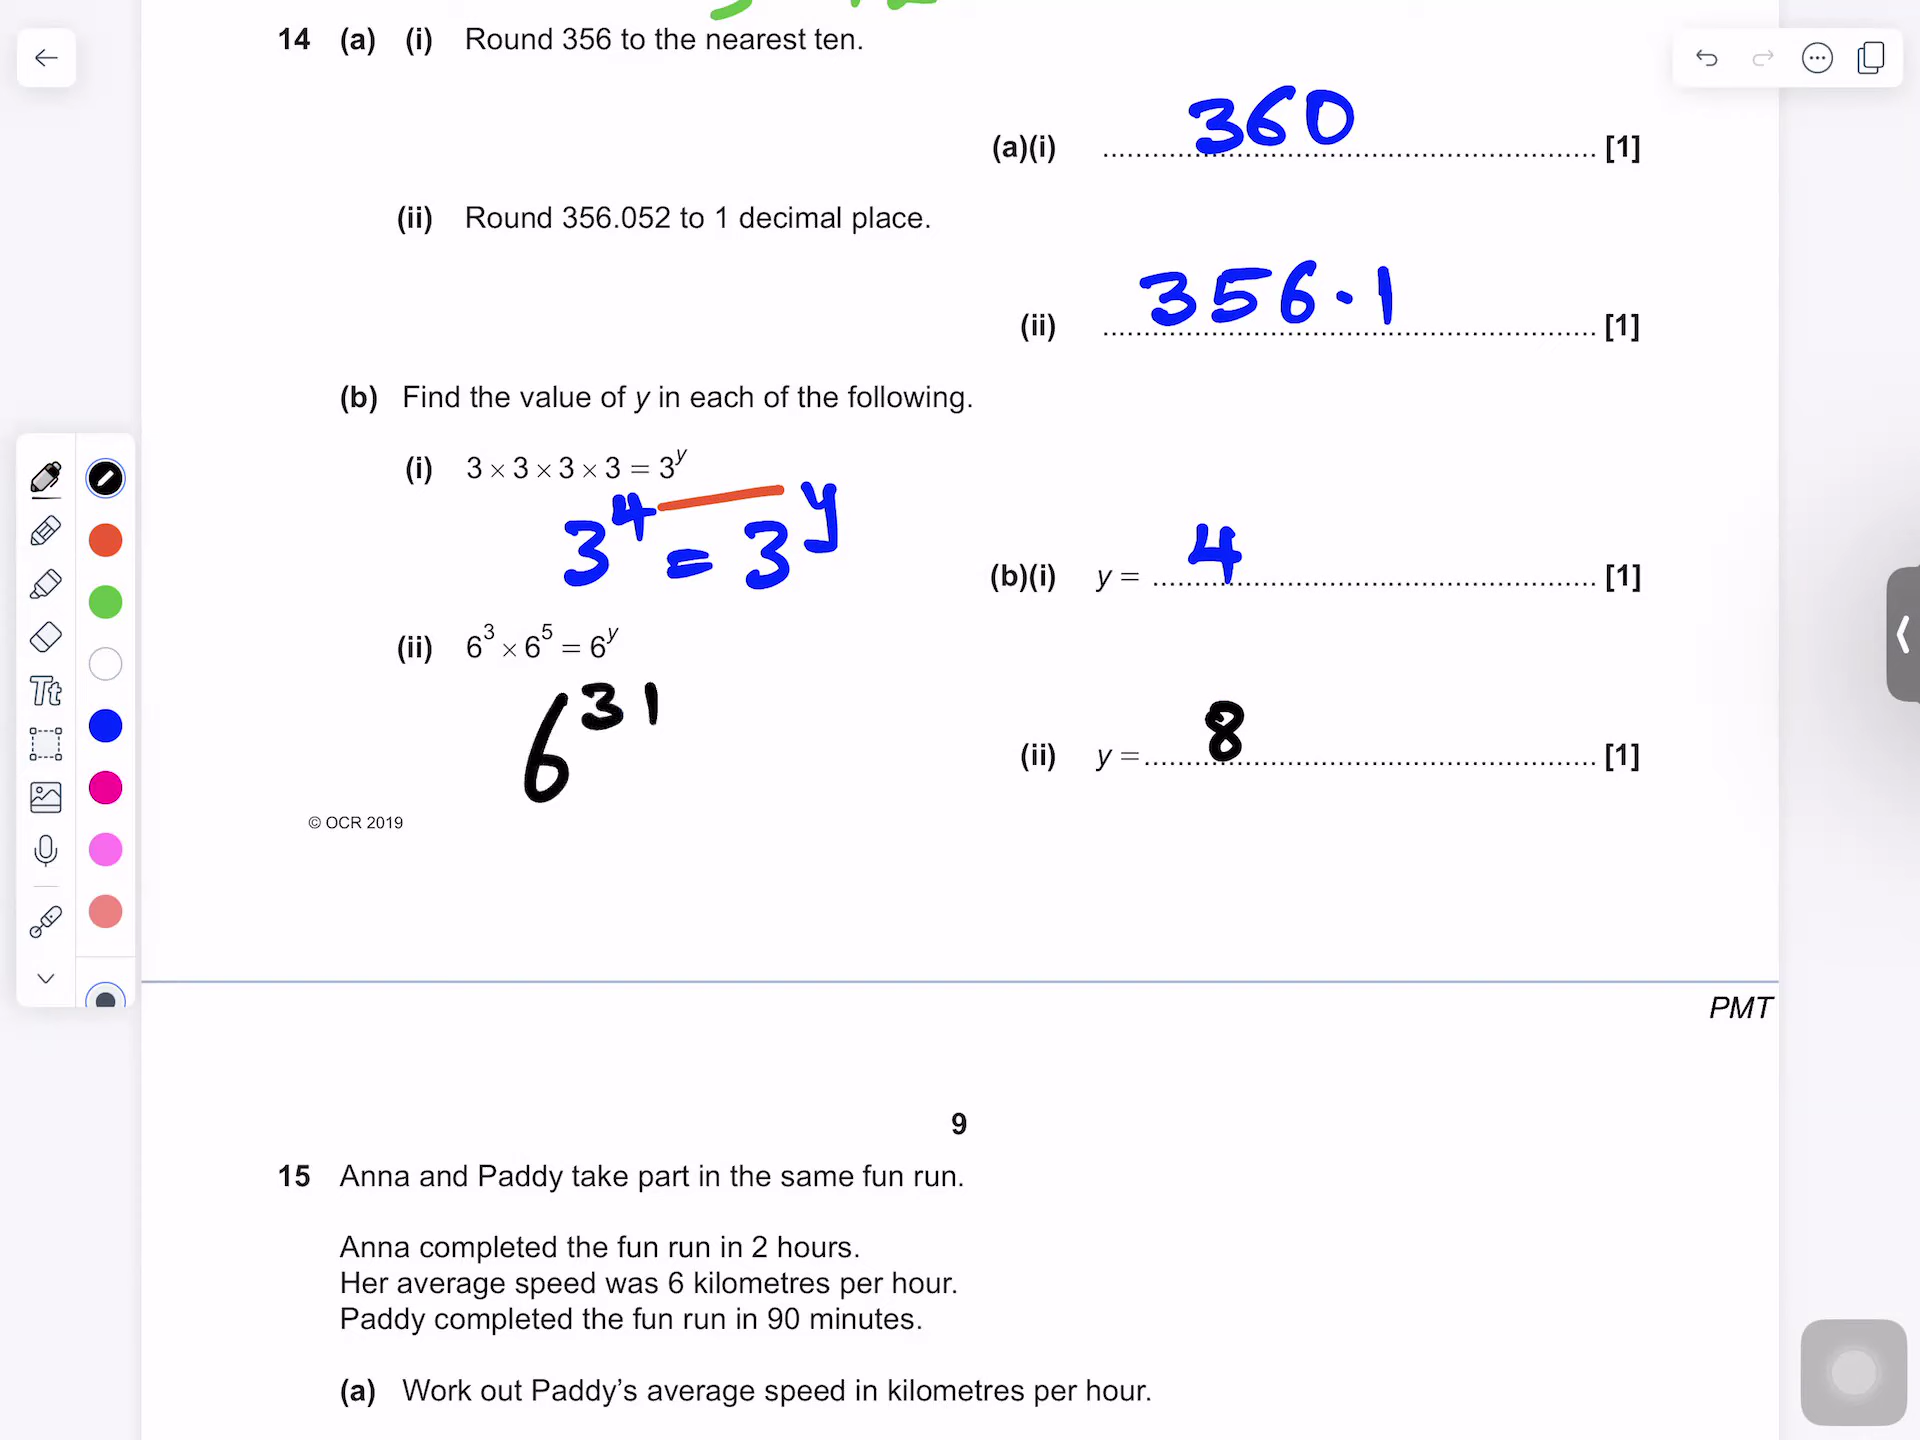 14 (a) (i) Round 356 to the nearest ten.
360
(a)(i) ................................ [1]
(ii) Round 356.052 to 1 decimal place.
356.1
(ii) ................................ [1]
(b) Find the value of y in each of the following.
(i) 3 × 3 × 3 × 3 = 3^y
3^4 = 3^y
4
(b)(i) y = ................................ [1]
(ii) 6^3 × 6^5 = 6^y
6^3 1
8
(ii) y = ................................ [1]
© OCR 2019
PMT
9
15 Anna and Paddy take part in the same fun run.
Anna completed the fun run in 2 hours.
Her average speed was 6 kilometres per hour.
Paddy completed the fun run in 90 minutes.
(a) Work out Paddy’s average speed in kilometres per hour.
Tt